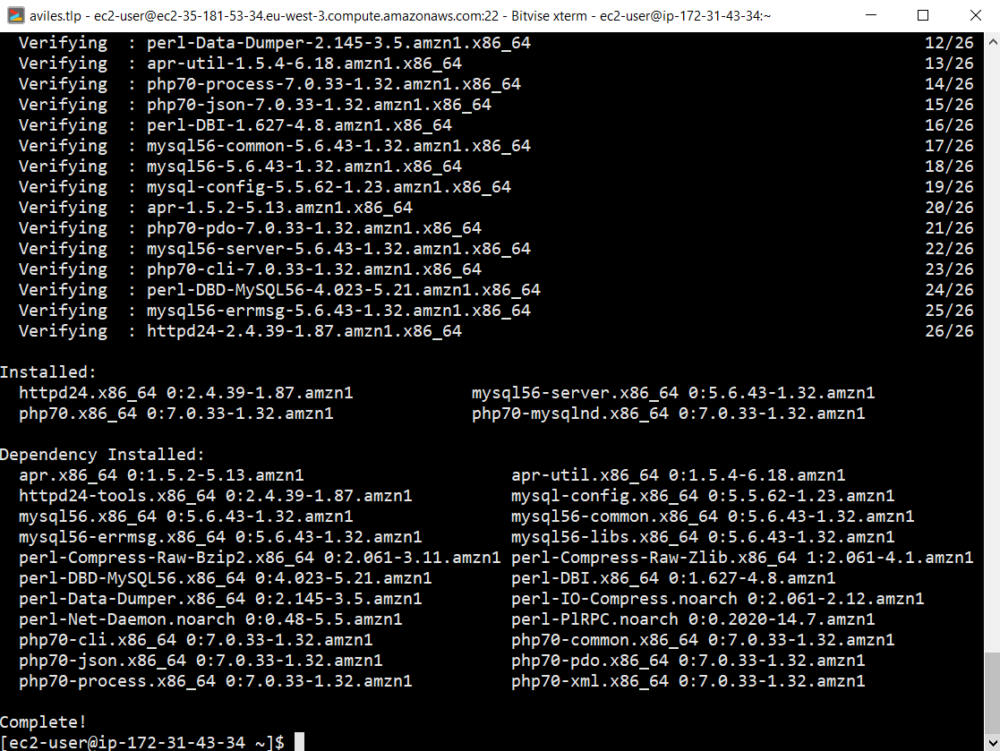 aviles.tlp - ec2-user@ec2-35-181-53-34.eu-west-3.compute.amazonaws.com:22 - Bitvise xterm - ec2-user@ip-172-31-43-34:~
Verifying : perl-Data-Dumper-2.145-3.5.amzn1.x86_64 12/26
Verifying : apr-util-1.5.4-6.18.amzn1.x86_64 13/26
Verifying : php70-process-7.0.33-1.32.amzn1.x86_64 14/26
Verifying : php70-json-7.0.33-1.32.amzn1.x86_64 15/26
Verifying : perl-DBI-1.627-4.8.amzn1.x86_64 16/26
Verifying : mysql56-common-5.6.43-1.32.amzn1.x86_64 17/26
Verifying : mysql56-5.6.43-1.32.amzn1.x86_64 18/26
Verifying : mysql-config-5.5.62-1.23.amzn1.x86_64 19/26
Verifying : apr-1.5.2-5.13.amzn1.x86_64 20/26
Verifying : php70-pdo-7.0.33-1.32.amzn1.x86_64 21/26
Verifying : mysql56-server-5.6.43-1.32.amzn1.x86_64 22/26
Verifying : php70-cli-7.0.33-1.32.amzn1.x86_64 23/26
Verifying : perl-DBD-MySQL56-4.023-5.21.amzn1.x86_64 24/26
Verifying : mysql56-errmsg-5.6.43-1.32.amzn1.x86_64 25/26
Verifying : httpd24-2.4.39-1.87.amzn1.x86_64 26/26
Installed:
httpd24.x86_64 0:2.4.39-1.87.amzn1 mysql56-server.x86_64 0:5.6.43-1.32.amzn1
php70.x86_64 0:7.0.33-1.32.amzn1 php70-mysqlnd.x86_64 0:7.0.33-1.32.amzn1
Dependency Installed:
apr.x86_64 0:1.5.2-5.13.amzn1 apr-util.x86_64 0:1.5.4-6.18.amzn1
httpd24-tools.x86_64 0:2.4.39-1.87.amzn1 mysql-config.x86_64 0:5.5.62-1.23.amzn1
mysql56.x86_64 0:5.6.43-1.32.amzn1 mysql56-common.x86_64 0:5.6.43-1.32.amzn1
mysql56-errmsg.x86_64 0:5.6.43-1.32.amzn1 mysql56-libs.x86_64 0:5.6.43-1.32.amzn1
perl-Compress-Raw-Bzip2.x86_64 0:2.061-3.11.amzn1 perl-Compress-Raw-Zlib.x86_64 1:2.061-4.1.amzn1
perl-DBD-MySQL56.x86_64 0:4.023-5.21.amzn1 perl-DBI.x86_64 0:1.627-4.8.amzn1
perl-Data-Dumper.x86_64 0:2.145-3.5.amzn1 perl-IO-Compress.noarch 0:2.061-2.12.amzn1
perl-Net-Daemon.noarch 0:0.48-5.5.amzn1 perl-PlRPC.noarch 0:0.2020-14.7.amzn1
php70-cli.x86_64 0:7.0.33-1.32.amzn1 php70-common.x86_64 0:7.0.33-1.32.amzn1
php70-json.x86_64 0:7.0.33-1.32.amzn1 php70-pdo.x86_64 0:7.0.33-1.32.amzn1
php70-process.x86_64 0:7.0.33-1.32.amzn1 php70-xml.x86_64 0:7.0.33-1.32.amzn1
Complete!
[ec2-user@ip-172-31-43-34 ~]$